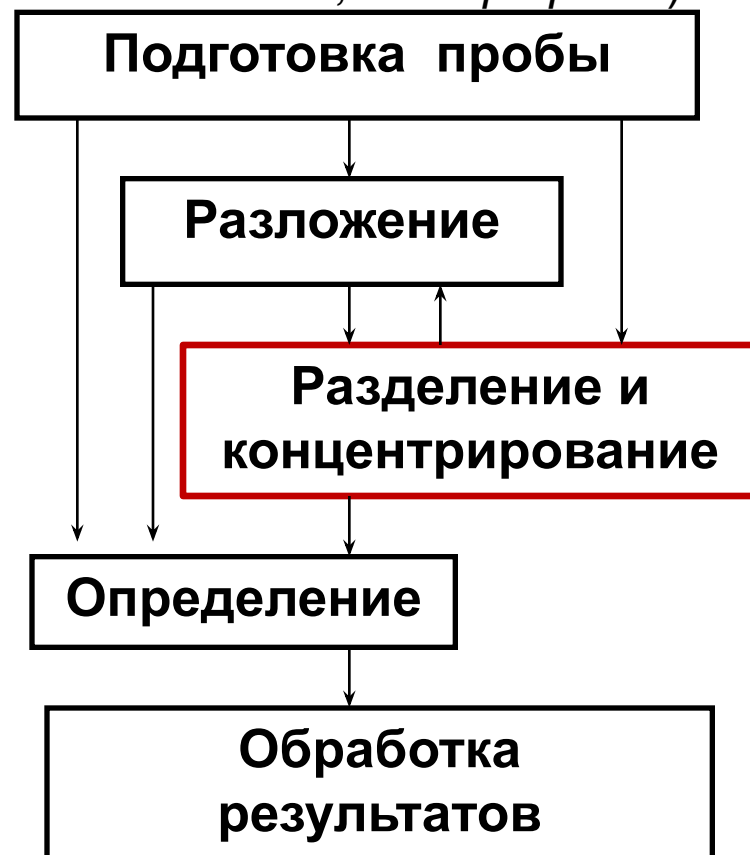 Подготовка пробы
Разложение
Разделение и
концентрирование
Определение
Обработка
результатов